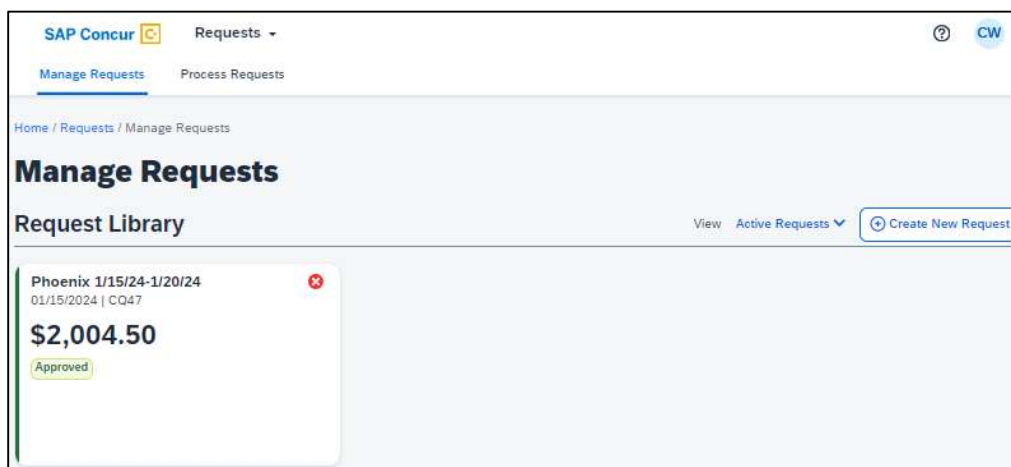 SAP Concur C. Requests
CW
Manage Requests Process Requests
Home / Requests / Manage Requests
Manage Requests
Request Library View Active Requests Create New Request
Phoenix 1/15/24-1/20/24
01/15/2024 | CQ47
$2,004.50
Approved